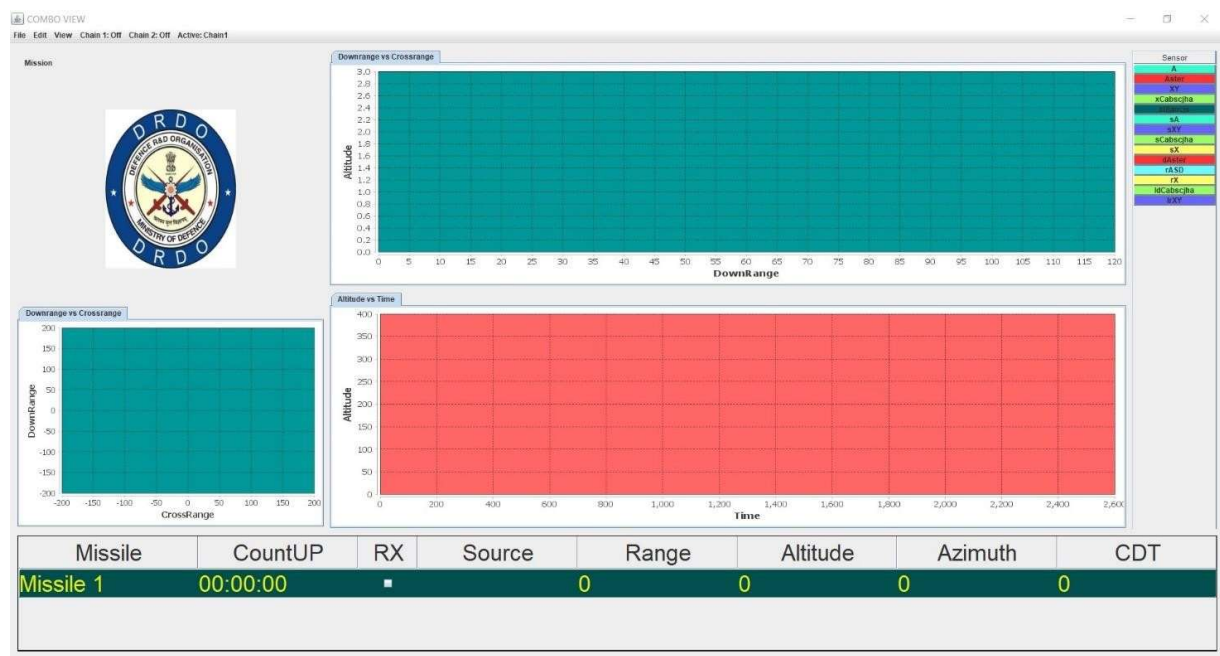 COMBO VIEW
File Edit View Chain 1: Off Chain 2: Off Active: Chain1
Mission
DRDO
DEFENCE R&D ORGANISATION
MINISTRY OF DEFENCE
DRDO
Downrange vs Crossrange
Altitude
3.0
2.8
2.6
2.4
2.2
2.0
1.8
1.6
1.4
1.2
1.0
0.8
0.6
0.4
0.2
0.0
0 5 10 15 20 25 30 35 40 45 50 55 60 65 70 75 80 85 90 95 100 105 110 115 120
DownRange
Sensor
A
Aster
XY
xCabscjha
sA
sXY
sCabscjha
sX
dAster
rASD
rX
ldCabscjha
Downrange vs Crossrange
DownRange
200
150
100
50
0
-50
-100
-150
-200
-200 -150 -100 -50 0 50 100 150 200
CrossRange
Altitude vs Time
Altitude
400
350
300
250
200
150
100
50
0
0 200 400 600 800 1,000 1,200 1,400 1,600 1,800 2,000 2,200 2,400 2,600
Time
Missile CountUP RX Source Range Altitude Azimuth CDT
Missile 1 00:00:00 0 0 0 0